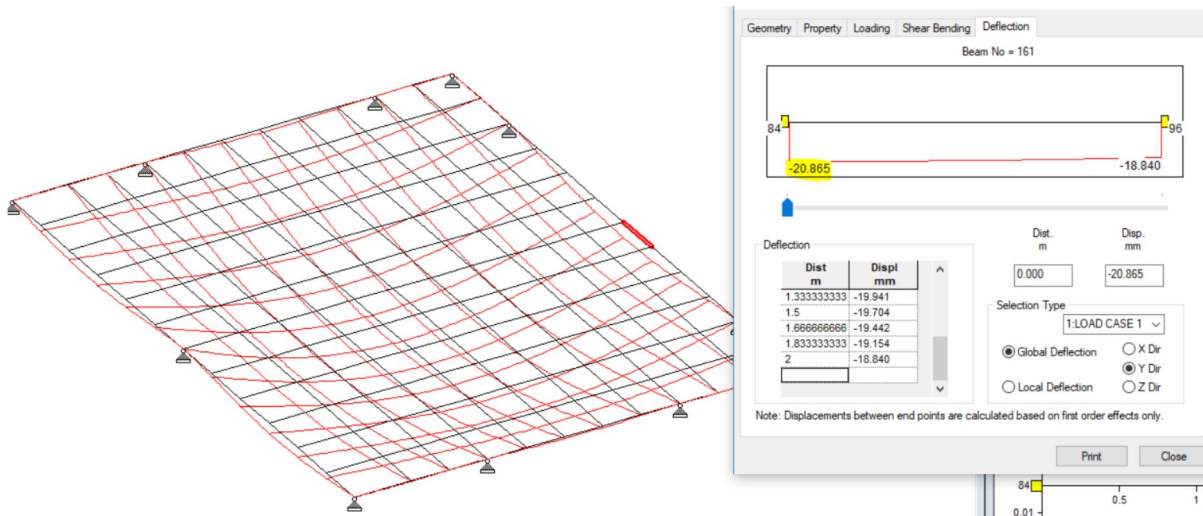 Geometry Property Loading Shear Bending Deflection
Beam No = 161
84 96
-20.865 -18.840
Dist. Disp.
m mm
Deflection
Dist Displ
m mm
0.000 -20.865
1.333333333 -19.941
1.5 -19.704
1.666666666 -19.442
1.833333333 -19.154
2 -18.840
Selection Type
1:LOAD CASE 1
Global Deflection X Dir
Y Dir
Local Deflection Z Dir
Note: Displacements between end points are calculated based on first order effects only.
Print Close
84
0.5 1
0.01